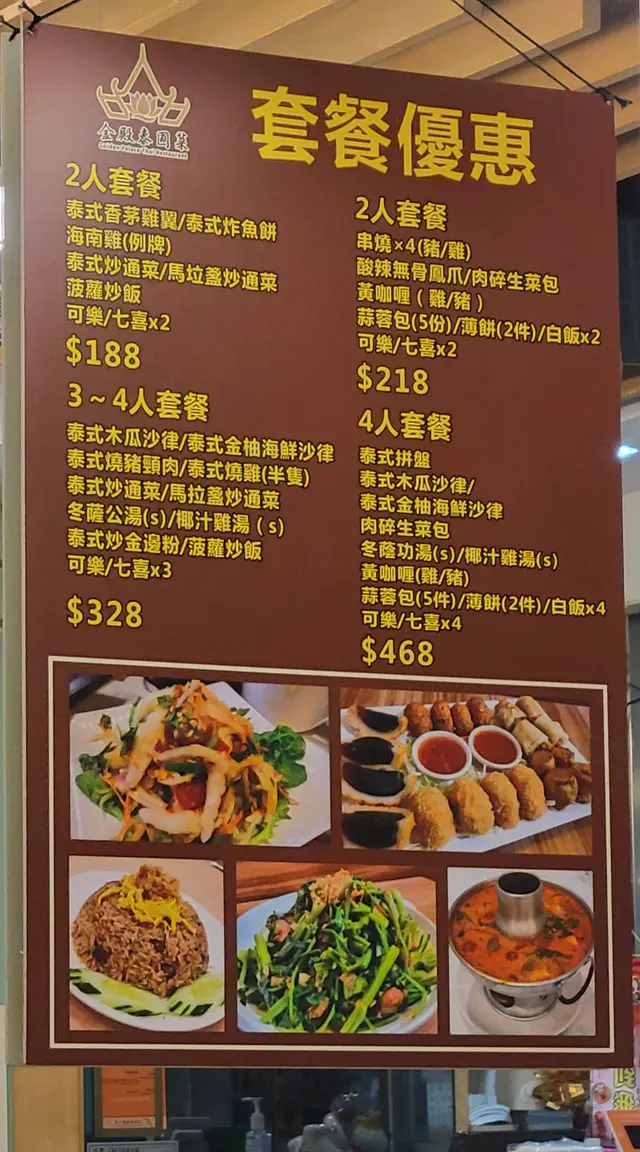 金殿泰國菜
Golden Palace Thai Restaurant
套餐優惠
2人套餐
泰式香茅雞翼/泰式炸魚餅
海南雞(例牌)
泰式炒通菜/馬垃盞炒通菜
菠蘿炒飯
可樂/七喜x2
$188
3～4人套餐
泰式木瓜沙律/泰式金柚海鮮沙律
泰式燒豬頸肉/泰式燒雞(半隻)
泰式炒通菜/馬拉盞炒通菜
冬薩公湯(s)/椰汁雞湯（s）
泰式炒金邊粉/菠蘿炒飯
可樂/七喜x3
$328
2人套餐
串燒×4(豬/雞)
酸辣無骨鳳爪/肉碎生菜包
黃咖喱（雞/豬）
蒜蓉包(5份)/薄餅(2件)/白飯x2
可樂/七喜x2
$218
4人套餐
泰式拼盤
泰式木瓜沙律/
泰式金柚海鮮沙律
肉碎生菜包
冬蔭功湯(s)/椰汁雞湯(s)
黃咖喱(雞/豬)
蒜蓉包(5件)/薄餅(2件)/白飯x4
可樂/七喜x4
$468